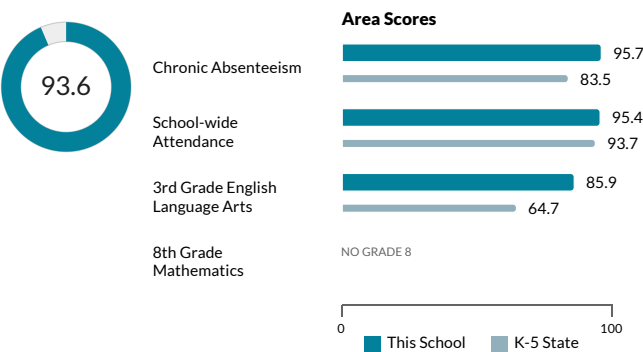 Area Scores
93.6
Chronic Absenteeism
95.7
83.5
School-wide
Attendance
95.4
93.7
3rd Grade English
Language Arts
85.9
64.7
8th Grade
Mathematics
NO GRADE 8
0
100
This School
K-5 State